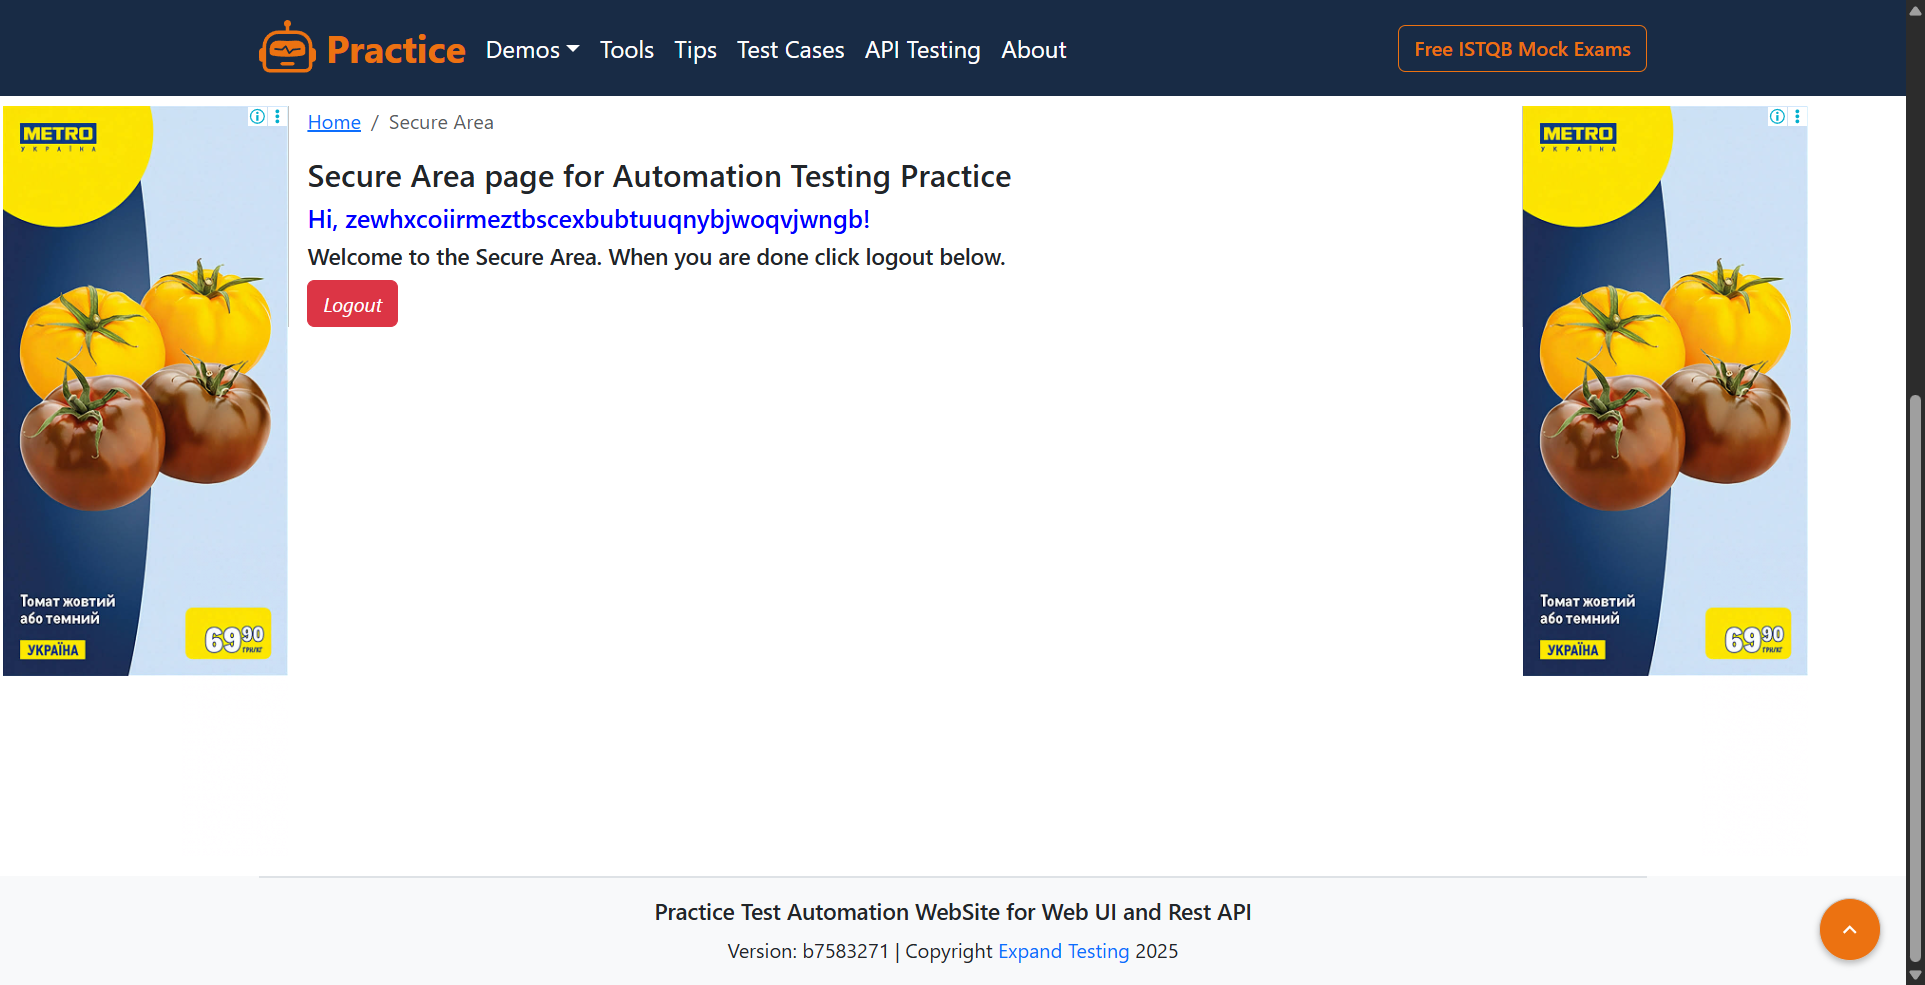 Practice Demos Tools Tips Test Cases API Testing About Free ISTQB Mock Exams
Home / Secure Area
Secure Area page for Automation Testing Practice
Hi, zewhxcoiirmeztbscexbubtuuqnybjwoqvjwngb!
Welcome to the Secure Area. When you are done click logout below.
Logout
METRO
УКРАЇНА
Томат жовтий
або темний
УКРАЇНА
69 90
ГРН/КГ
METRO
УКРАЇНА
Томат жовтий
або темний
УКРАЇНА
69 90
ГРН/КГ
Practice Test Automation WebSite for Web UI and Rest API
Version: b7583271 | Copyright Expand Testing 2025